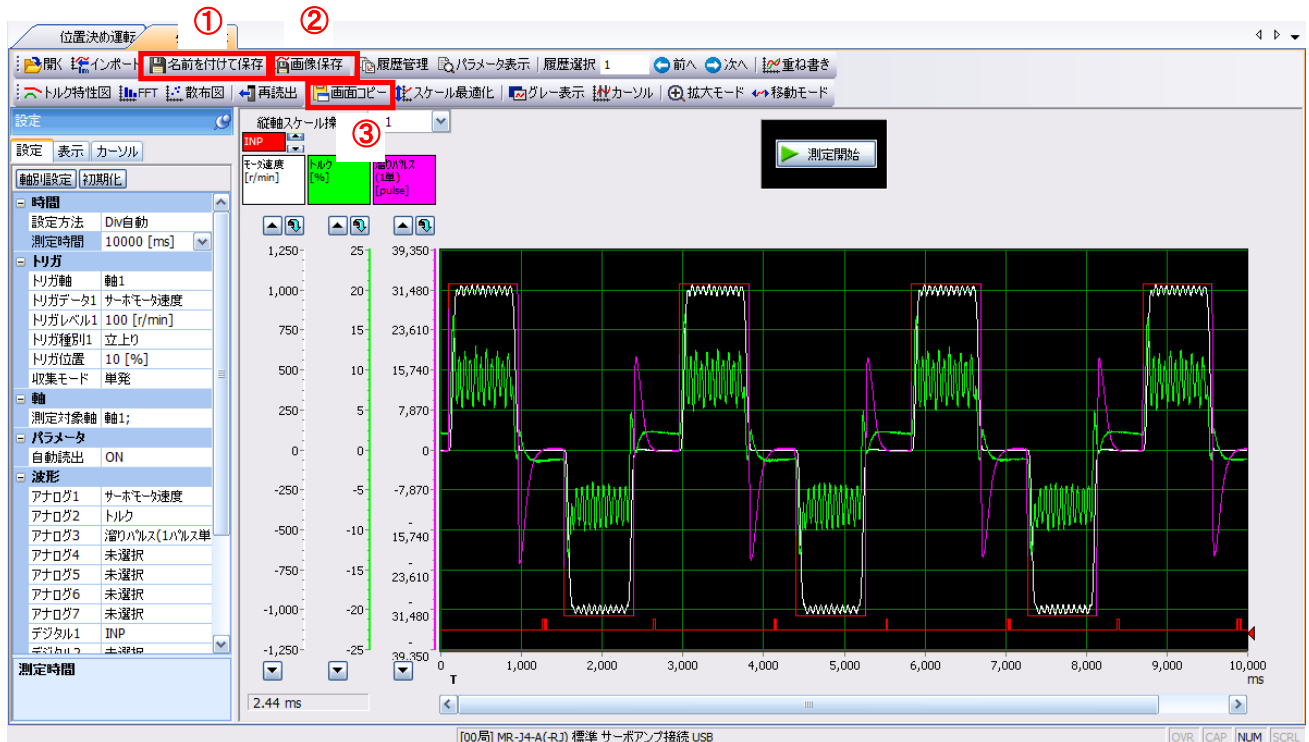 ① ②
位置決め運転
開く インポート 名前を付けて保存 画像保存 履歴管理 パラメータ表示 履歴選択 1 前へ 次へ 重ね書き
トルク特性図 FFT 散布図 再読出 画面コピー スケール最適化 グレー表示 カーソル 拡大モード 移動モード
③
設定
設定 表示 カーソル
軸別設定 初期化
時間
設定方法 Div自動
測定時間 10000 [ms]
トリガ
トリガ軸 軸1
トリガデータ1 サーボモータ速度
トリガレベル1 100 [r/min]
トリガ種別1 立上り
トリガ位置 10 [%]
収集モード 単発
軸
測定対象軸 軸1;
パラメータ
自動読出 ON
波形
アナログ1 サーボモータ速度
アナログ2 トルク
アナログ3 溜りパルス(1パルス単
アナログ4 未選択
アナログ5 未選択
アナログ6 未選択
アナログ7 未選択
デジタル1 INP
デジタル2 未選択
測定時間
縦軸スケール操 1
INP
モータ速度
[r/min]
トルク
[%]
溜りパルス
(1単)
[pulse]
測定開始
1,250 25 39,350
1,000 20 31,480
750 15 23,610
500 10 15,740
250 5 7,870
0 0 0
-250 -5 -7,870
-500 -10 -
15,740
-750 -15 -
23,610
-1,000 -20 -
31,480
-1,250 -25 -
39,350
0 1,000 2,000 3,000 4,000 5,000 6,000 7,000 8,000 9,000 10,000
T ms
2.44 ms
[00局] MR-J4-A(-RJ) 標準 サーボアンプ接続 USB OVR CAP NUM SCRL